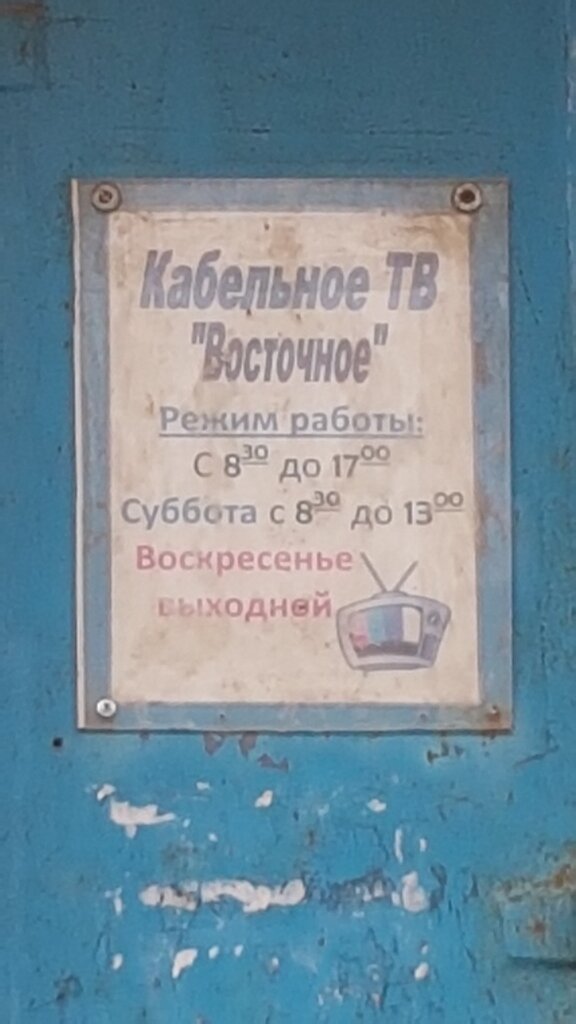 Кабельное ТВ
"Восточное"
Режим работы:
С 8³⁰ до 17⁰⁰
Суббота с 8³⁰ до 13⁰⁰
Воскресенье
выходной